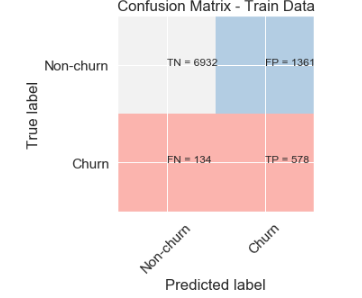 Confusion Matrix - Train Data
Non-churn
TN = 6932
FP = 1361
True label
Churn
FN = 134
TP = 578
Non-churn
Churn
Predicted label